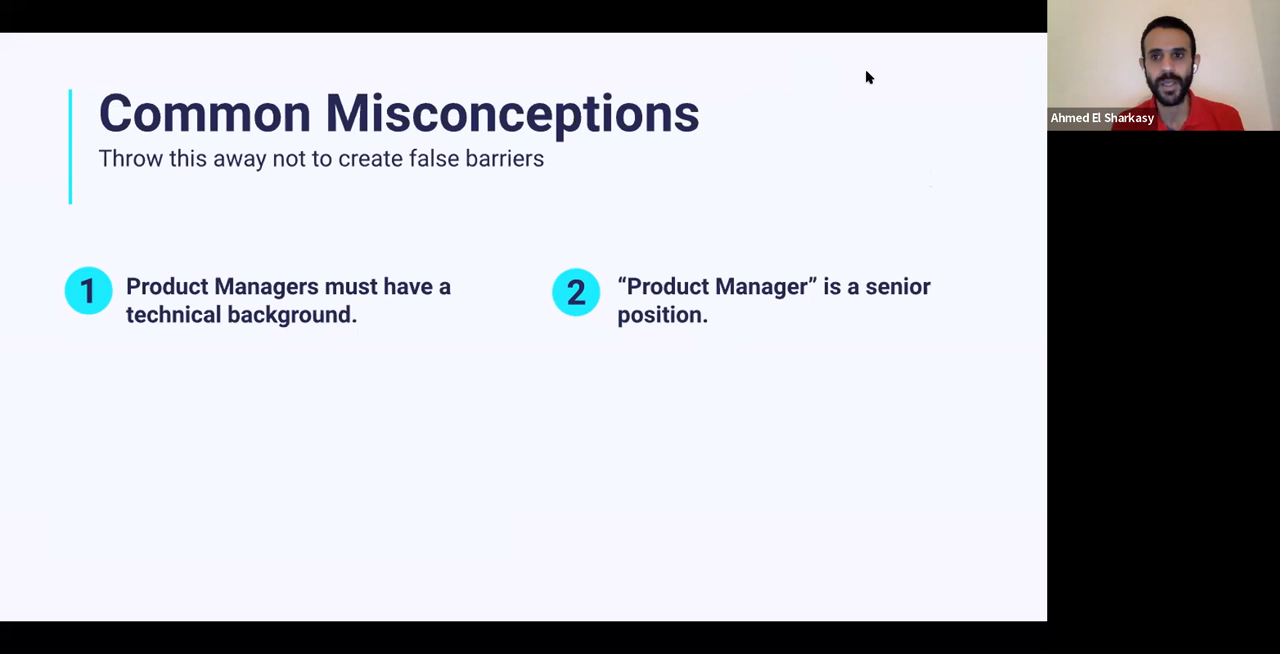 Common Misconceptions
Throw this away not to create false barriers
1
Product Managers must have a
technical background.
2
“Product Manager” is a senior
position.
Ahmed El Sharkasy